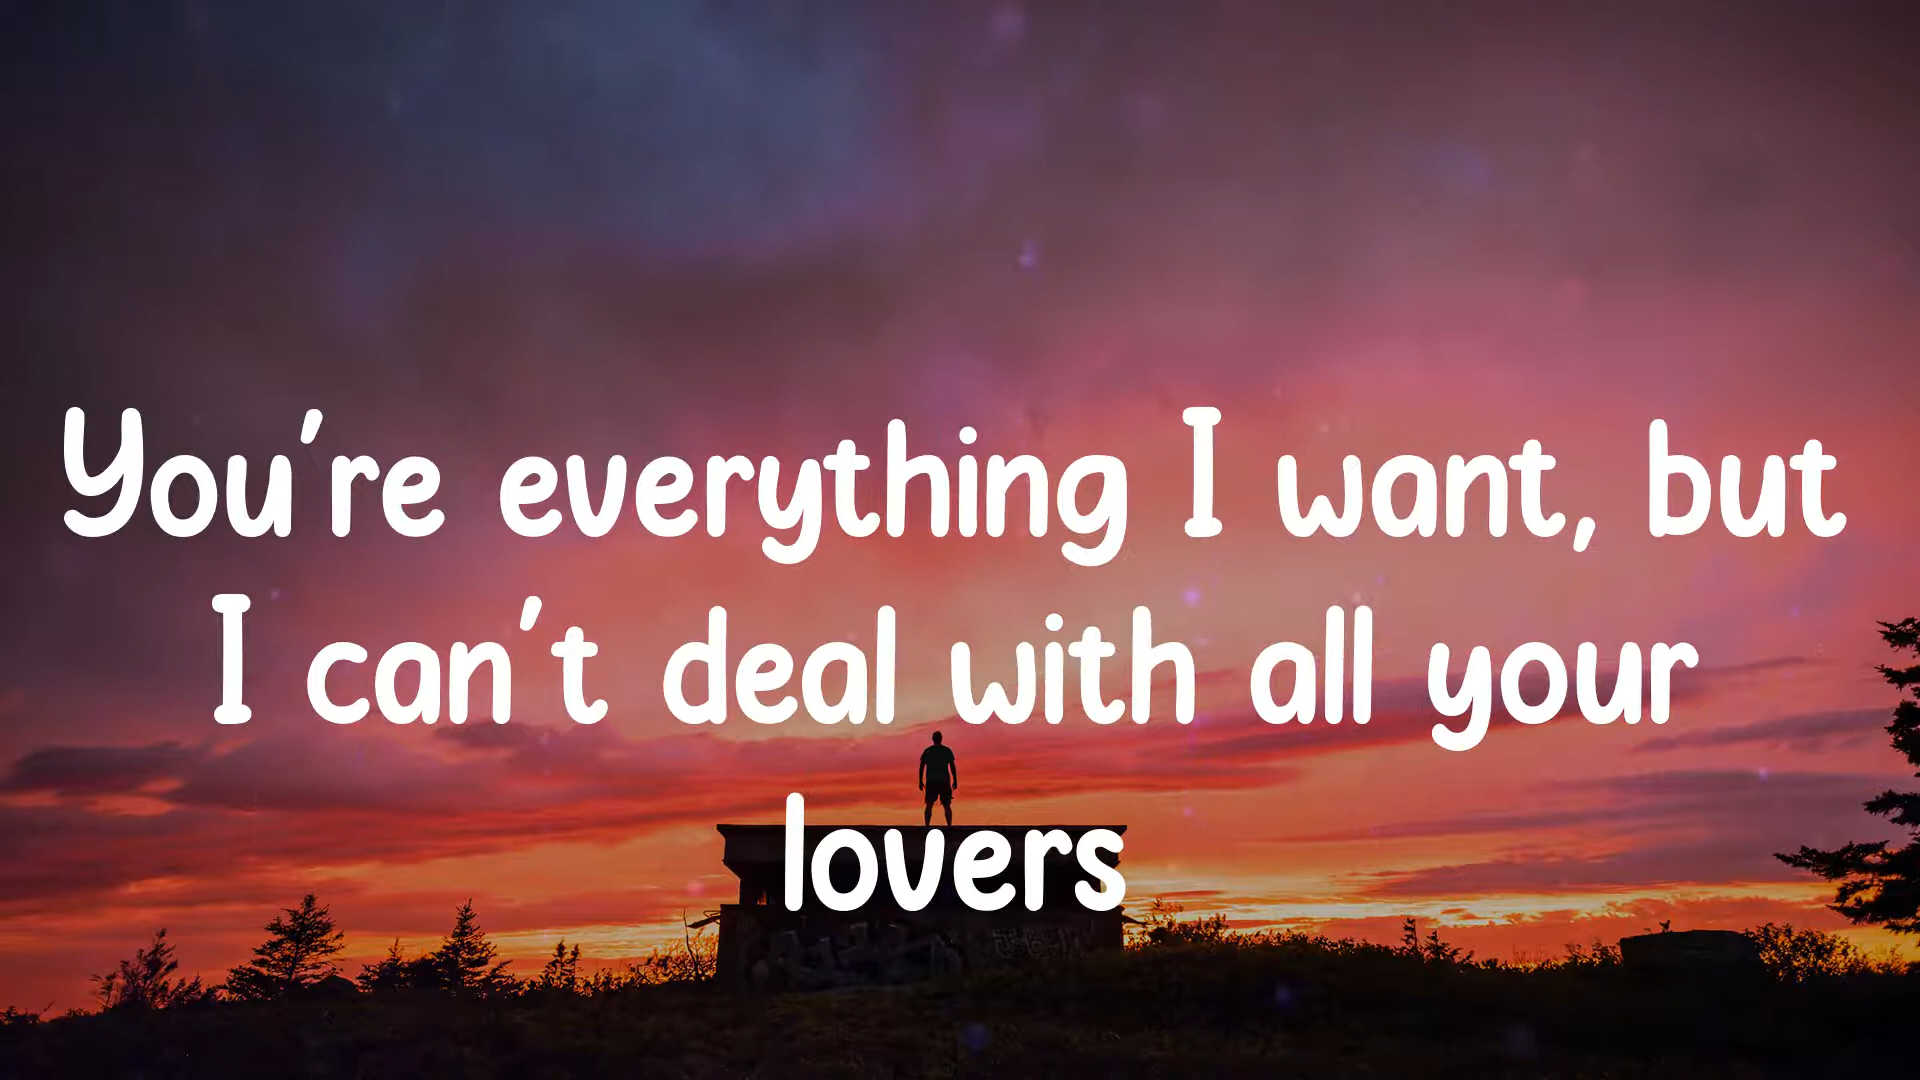 You're everything I want, but
I can't deal with all your
lovers